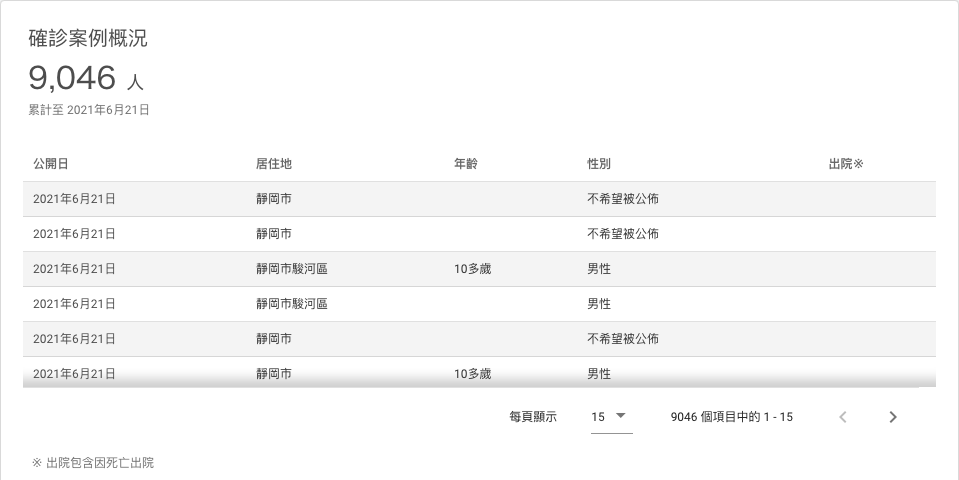 確診案例概況
9,046 人
累計至 2021年6月21日
公開日 居住地 年齡 性別 出院※
2021年6月21日 靜岡市 不希望被公佈
2021年6月21日 靜岡市 不希望被公佈
2021年6月21日 靜岡市駿河區 10多歲 男性
2021年6月21日 靜岡市駿河區 男性
2021年6月21日 靜岡市 不希望被公佈
2021年6月21日 靜岡市 10多歲 男性
每頁顯示 15 9046 個項目中的 1 - 15
※ 出院包含因死亡出院